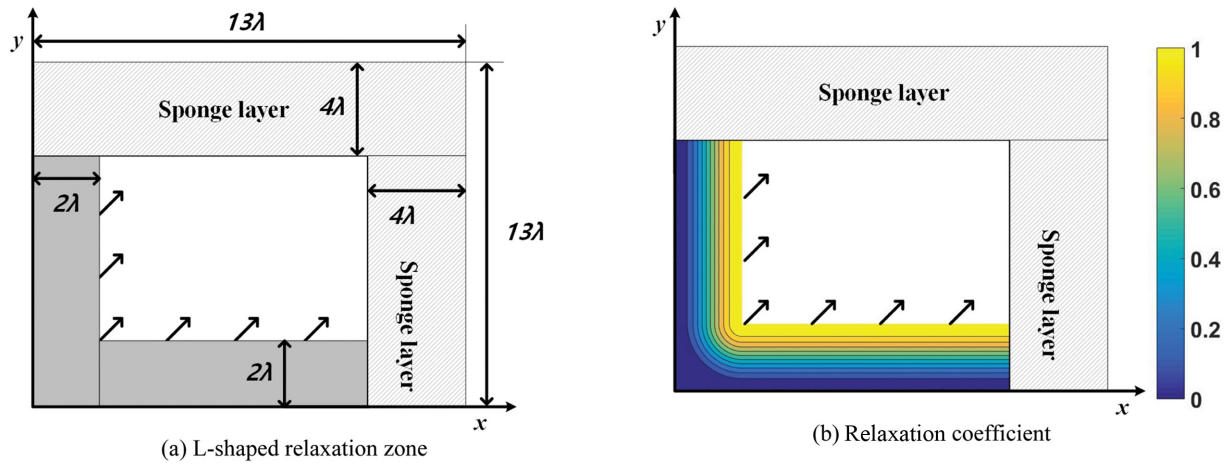 y
13λ
Sponge layer
4λ
2λ
4λ
13λ
Sponge layer
2λ
x
(a) L-shaped relaxation zone
y
Sponge layer
Sponge layer
x
1
0.8
0.6
0.4
0.2
0
(b) Relaxation coefficient